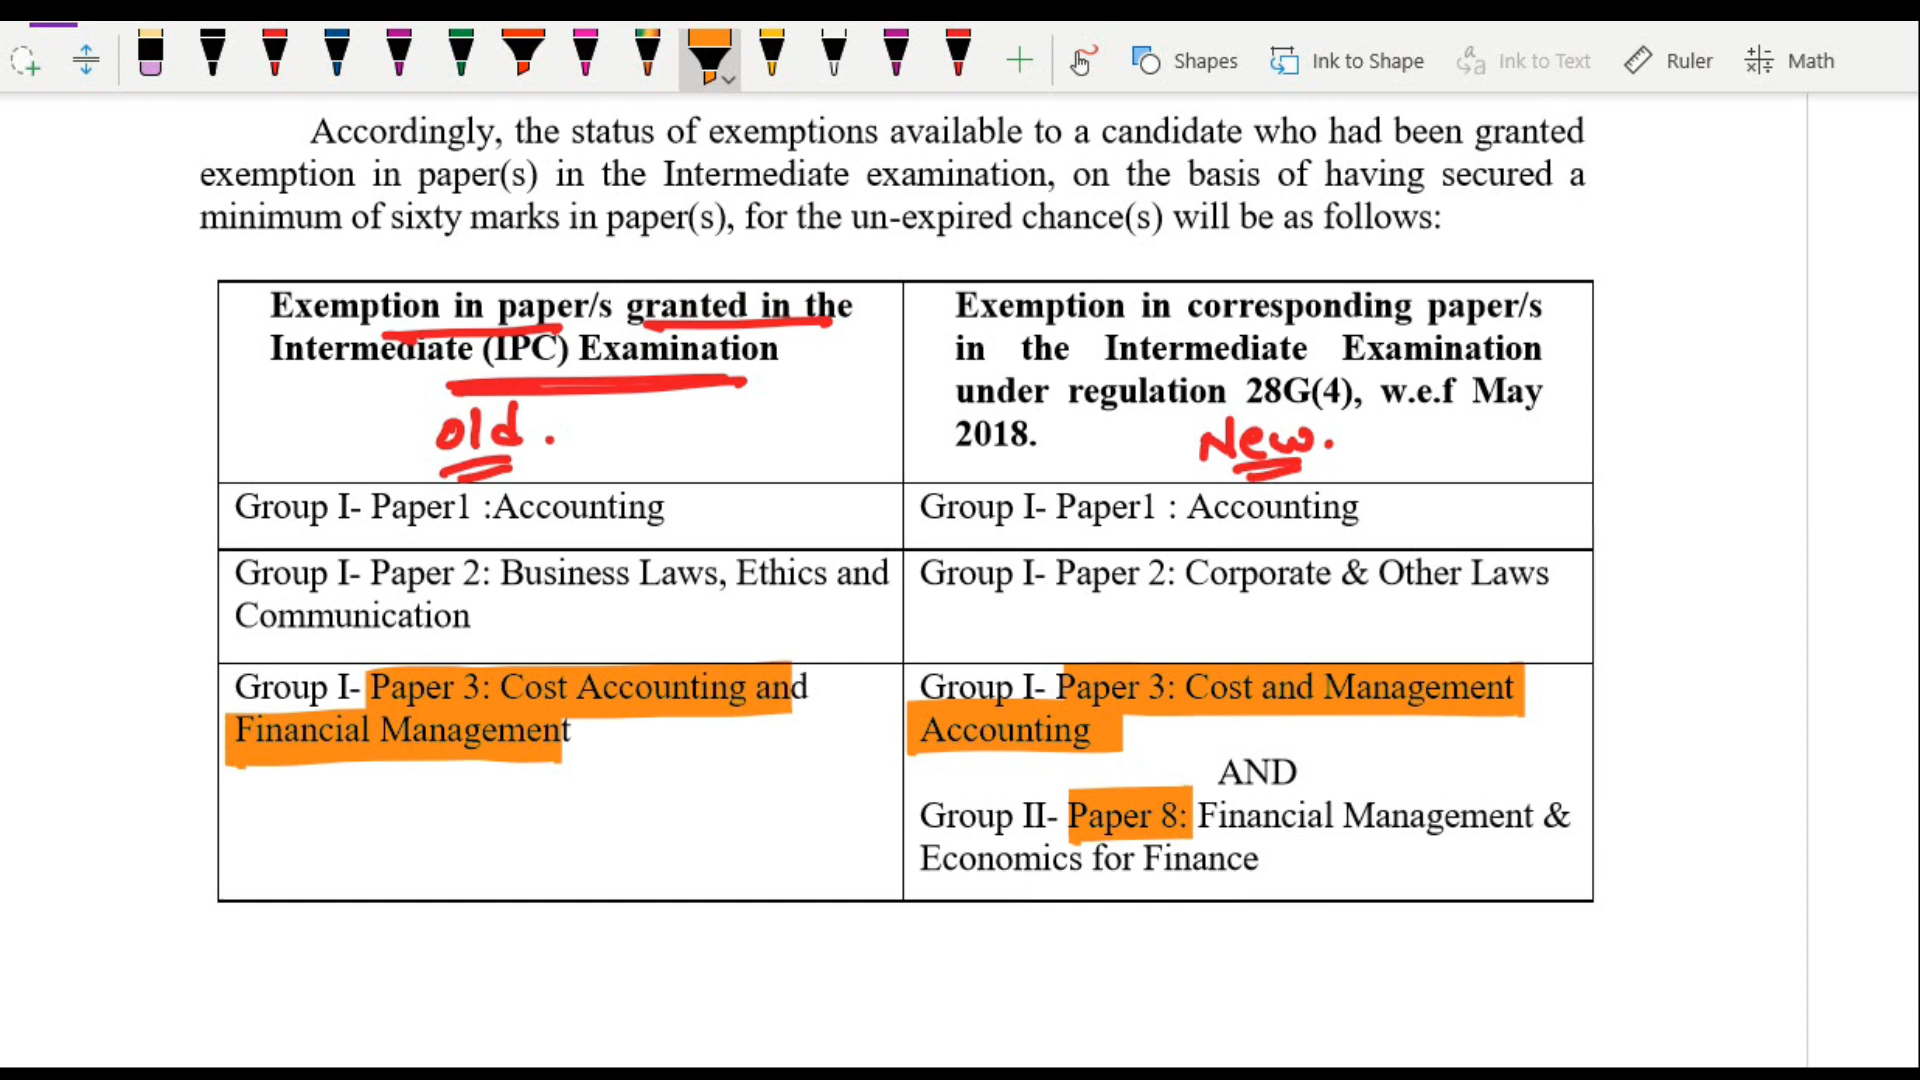 Shapes Ink to Shape Ink to Text Ruler Math
Accordingly, the status of exemptions available to a candidate who had been granted
exemption in paper(s) in the Intermediate examination, on the basis of having secured a
minimum of sixty marks in paper(s), for the un-expired chance(s) will be as follows:
Exemption in paper/s granted in the
Intermediate (IPC) Examination
old.
Exemption in corresponding paper/s
in the Intermediate Examination
under regulation 28G(4), w.e.f May
2018.
New.
Group I- Paper1 :Accounting
Group I- Paper1 : Accounting
Group I- Paper 2: Business Laws, Ethics and
Communication
Group I- Paper 2: Corporate & Other Laws
Group I- Paper 3: Cost Accounting and
Financial Management
Group I- Paper 3: Cost and Management
Accounting
AND
Group II- Paper 8: Financial Management &
Economics for Finance